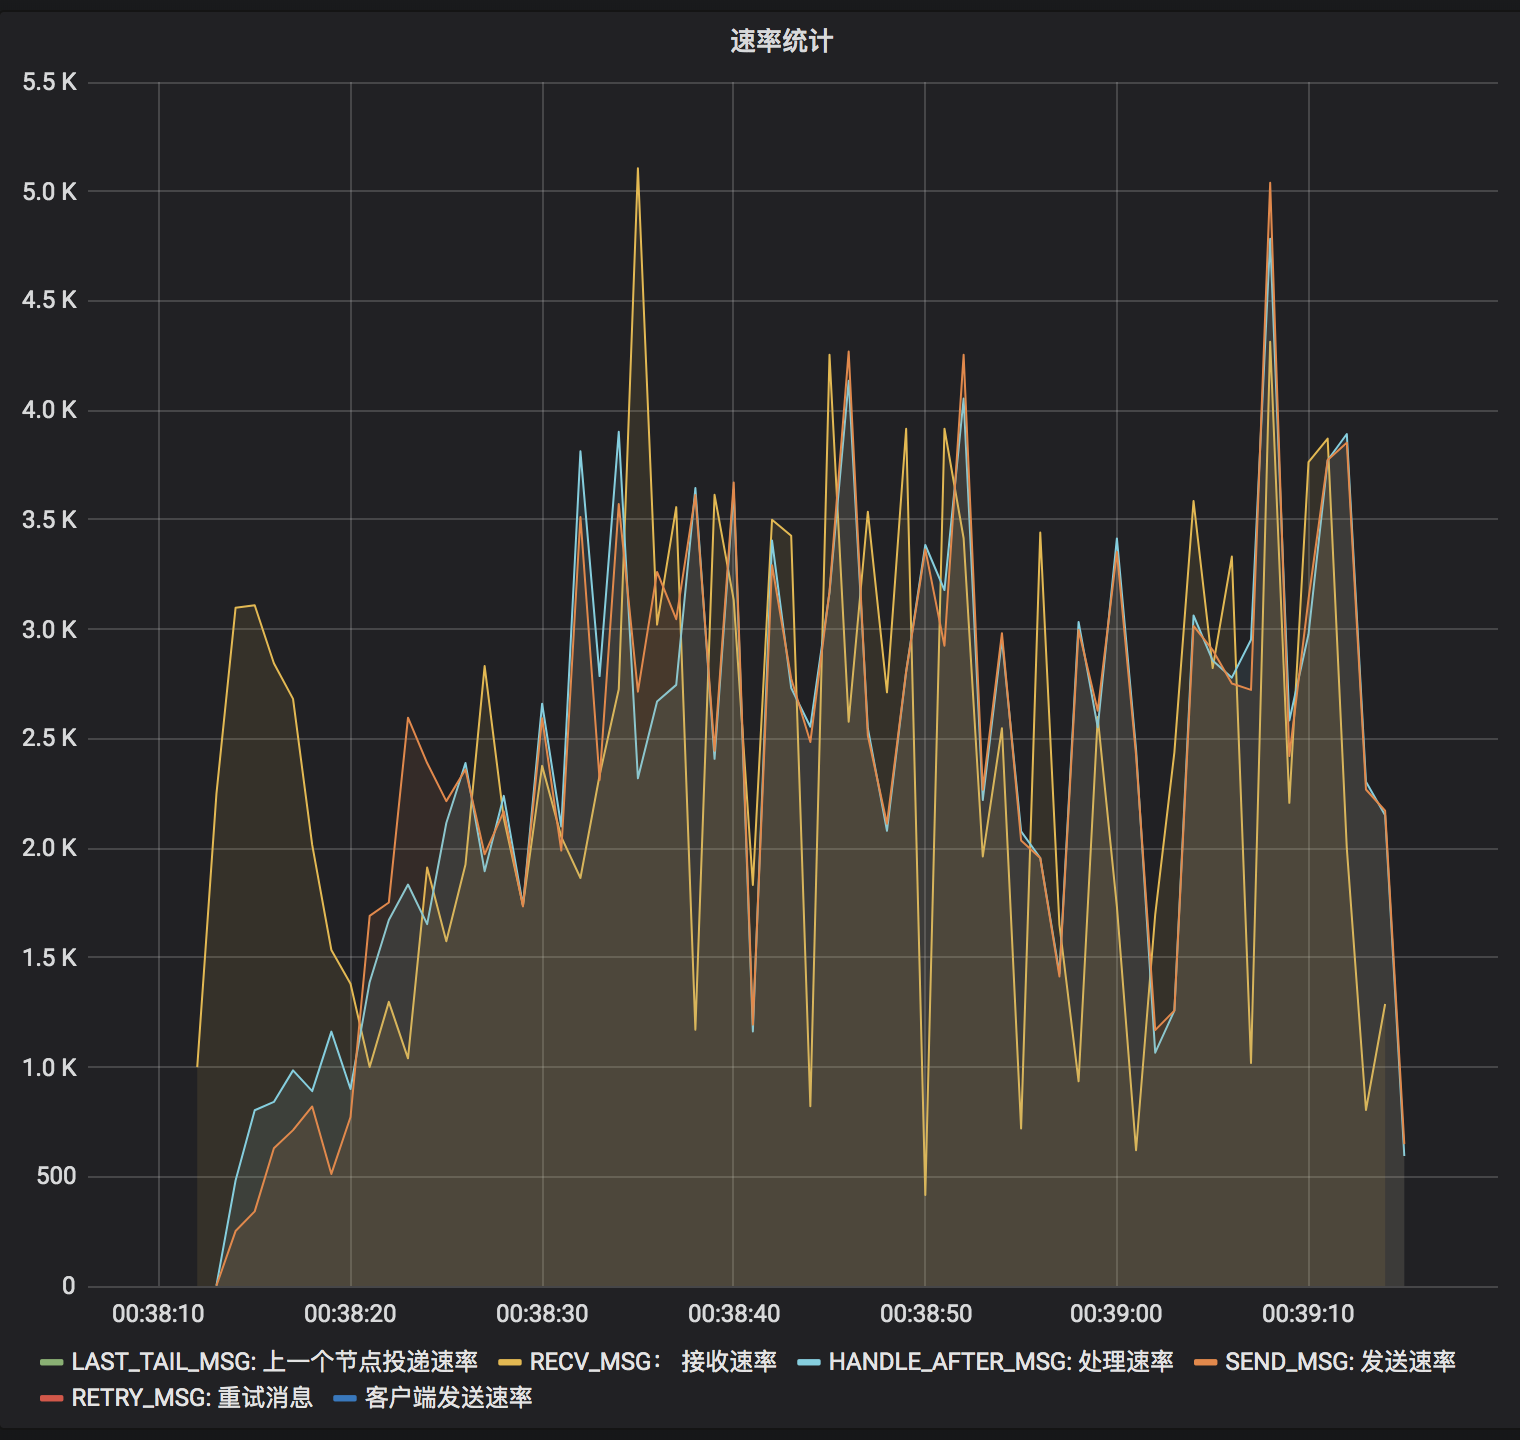 速率统计
5.5 K
5.0 K
4.5 K
4.0 K
3.5 K
3.0 K
2.5 K
2.0 K
1.5 K
1.0 K
500
0
00:38:10 00:38:20 00:38:30 00:38:40 00:38:50 00:39:00 00:39:10
LAST_TAIL_MSG: 上一个节点投递速率 RECV_MSG： 接收速率 HANDLE_AFTER_MSG: 处理速率 SEND_MSG: 发送速率
RETRY_MSG: 重试消息 客户端发送速率